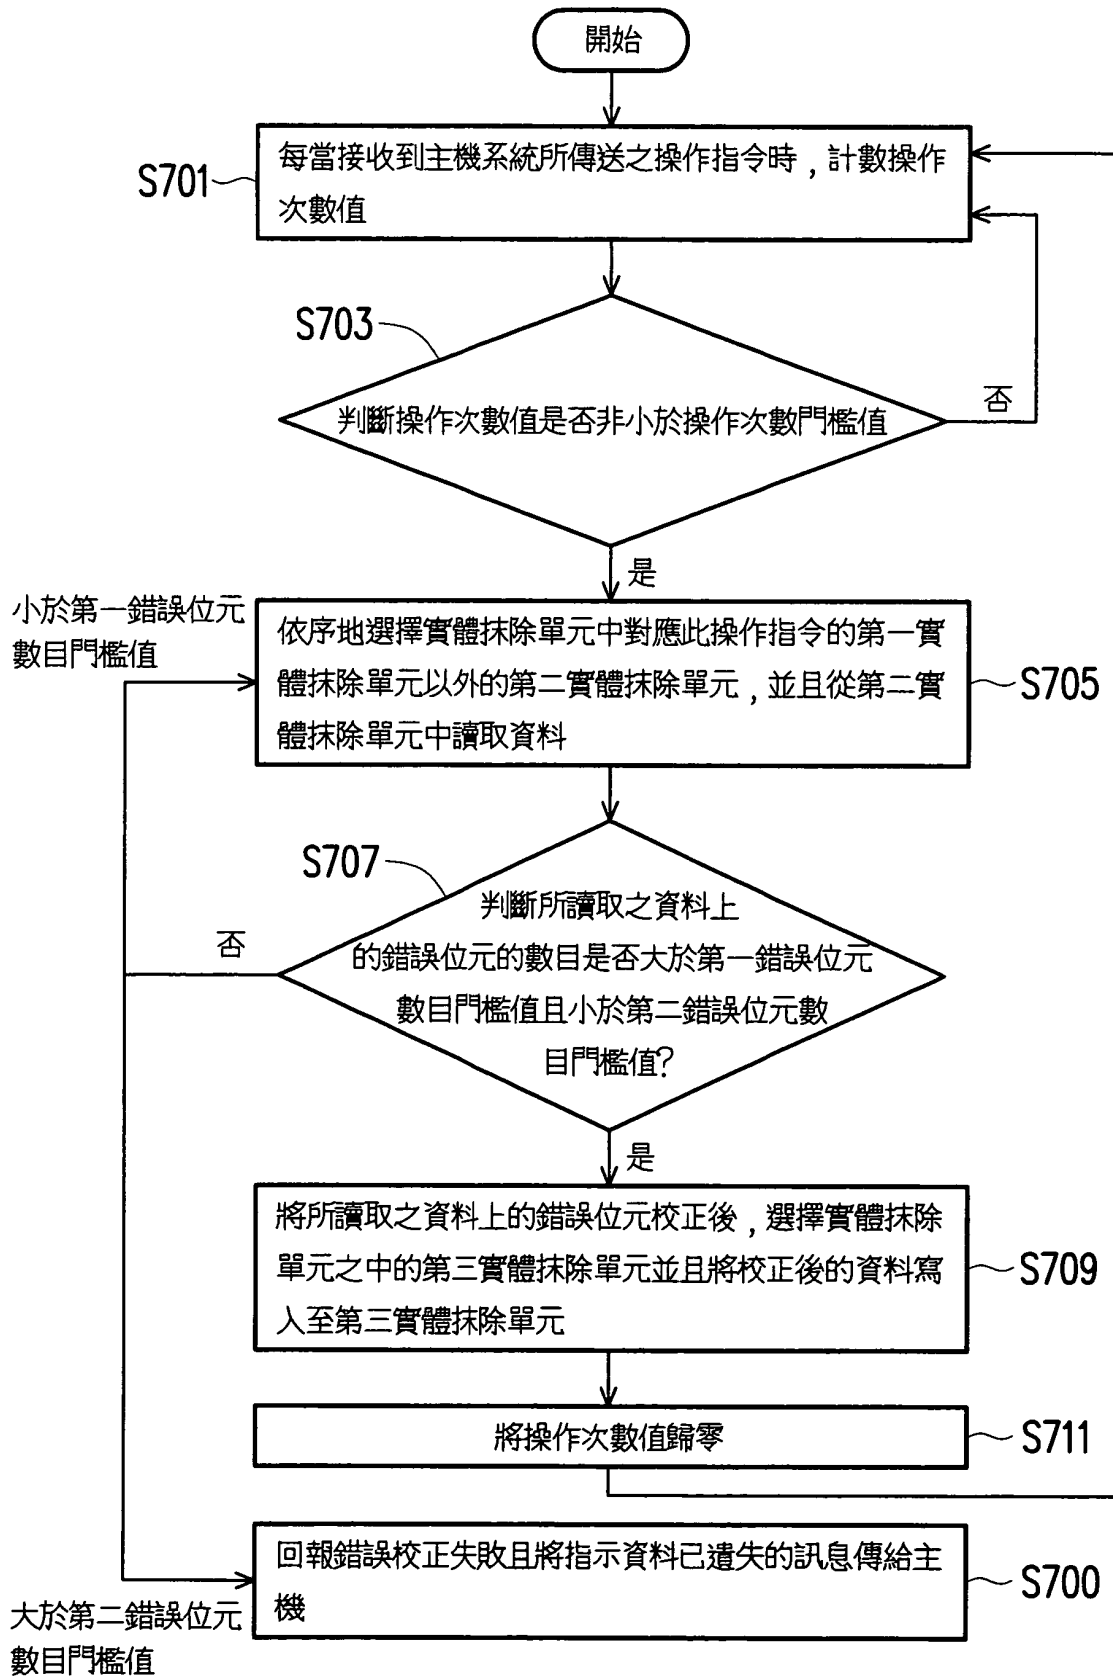 開始
S701
每當接收到主機系統所傳送之操作指令時,計數操作
次數值
S703
判斷操作次數值是否非小於操作次數門檻值
否
是
小於第一錯誤位元
數目門檻值
依序地選擇實體抹除單元中對應此操作指令的第一實
體抹除單元以外的第二實體抹除單元,並且從第二實
體抹除單元中讀取資料
S705
S707
判斷所讀取之資料上
的錯誤位元的數目是否大於第一錯誤位元
數目門檻值且小於第二錯誤位元數
目門檻值?
否
是
將所讀取之資料上的錯誤位元校正後,選擇實體抹除
單元之中的第三實體抹除單元並且將校正後的資料寫
入至第三實體抹除單元
S709
將操作次數值歸零
S711
回報錯誤校正失敗且將指示資料已遺失的訊息傳給主
機
S700
大於第二錯誤位元
數目門檻值